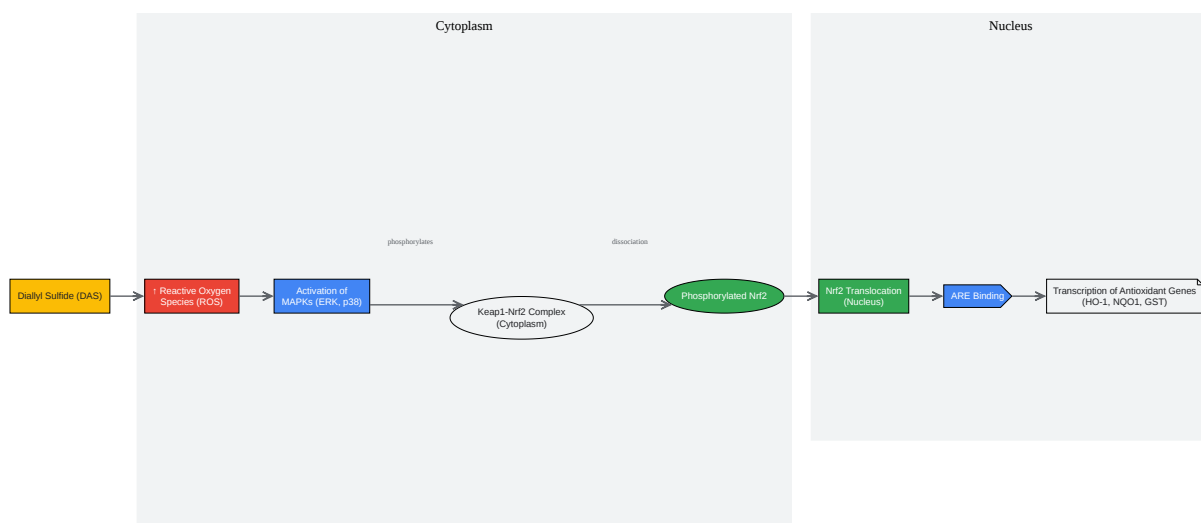 Cytoplasm
Nucleus
phosphorylates
dissociation
Diallyl Sulfide (DAS)
↑ Reactive Oxygen
Species (ROS)
Activation of
MAPKs (ERK, p38)
Keap1-Nrf2 Complex
(Cytoplasm)
Phosphorylated Nrf2
Nrf2 Translocation
(Nucleus)
ARE Binding
Transcription of Antioxidant Genes
(HO-1, NQO1, GST)